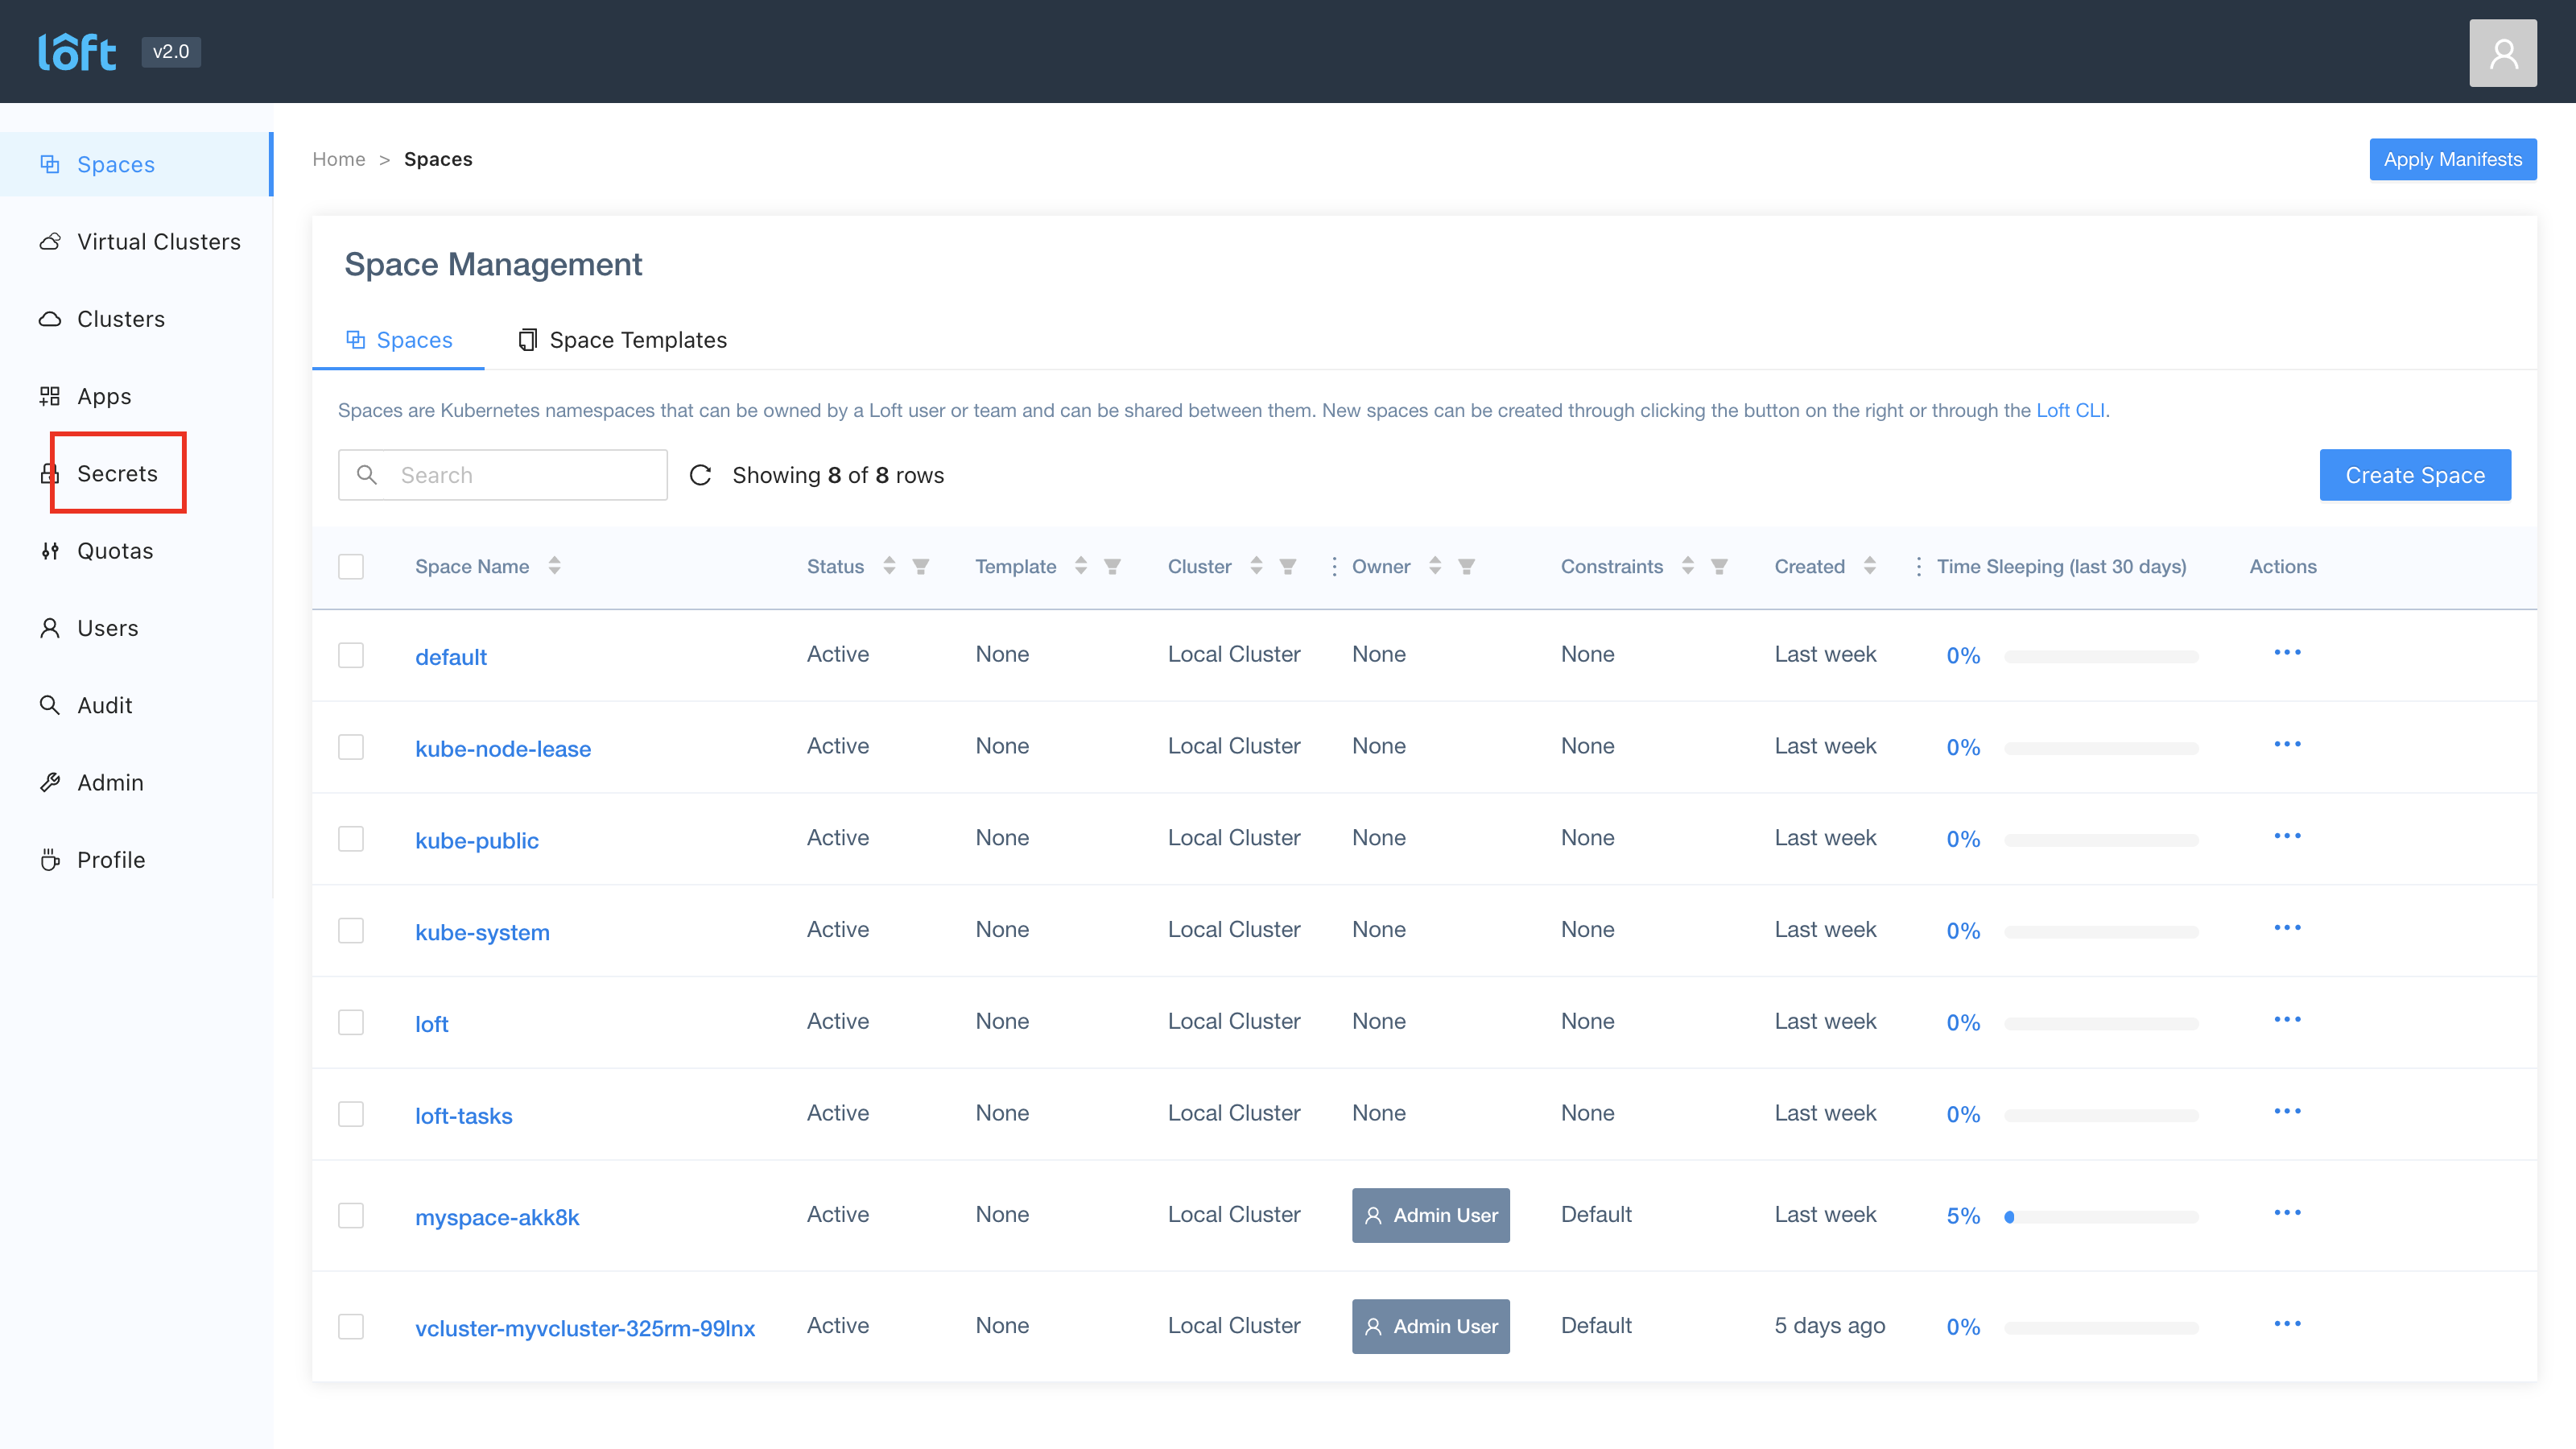 lôft v2.0
Spaces
Virtual Clusters
Clusters
Apps
Secrets
Quotas
Users
Audit
Admin
Profile
Home > Spaces
Apply Manifests
Space Management
Spaces Space Templates
Spaces are Kubernetes namespaces that can be owned by a Loft user or team and can be shared between them. New spaces can be created through clicking the button on the right or through the Loft CLI.
Search Showing 8 of 8 rows Create Space
Space Name Status Template Cluster Owner Constraints Created Time Sleeping (last 30 days) Actions
default Active None Local Cluster None None Last week 0%
kube-node-lease Active None Local Cluster None None Last week 0%
kube-public Active None Local Cluster None None Last week 0%
kube-system Active None Local Cluster None None Last week 0%
loft Active None Local Cluster None None Last week 0%
loft-tasks Active None Local Cluster None None Last week 0%
myspace-akk8k Active None Local Cluster Admin User Default Last week 5%
vcluster-myvcluster-325rm-99lnx Active None Local Cluster Admin User Default 5 days ago 0%